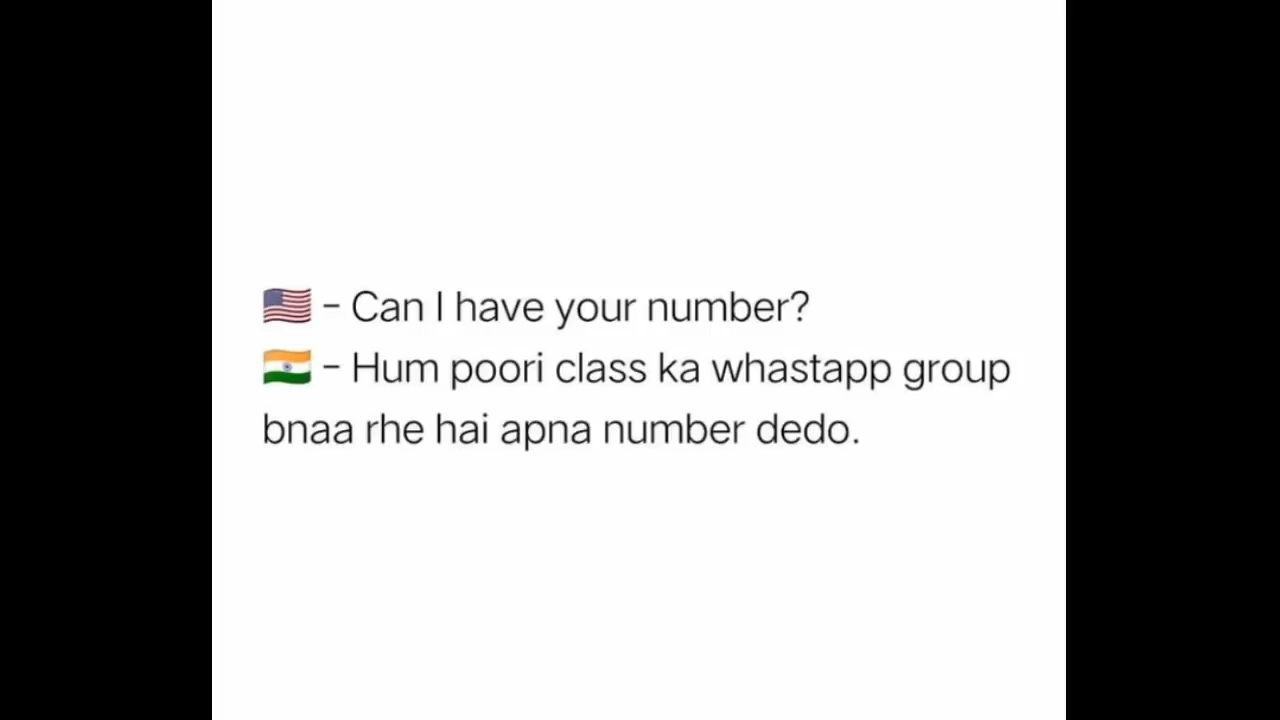 🇺🇸 – Can I have your number?
🇮🇳 – Hum poori class ka whastapp group
bnaa rhe hai apna number dedo.